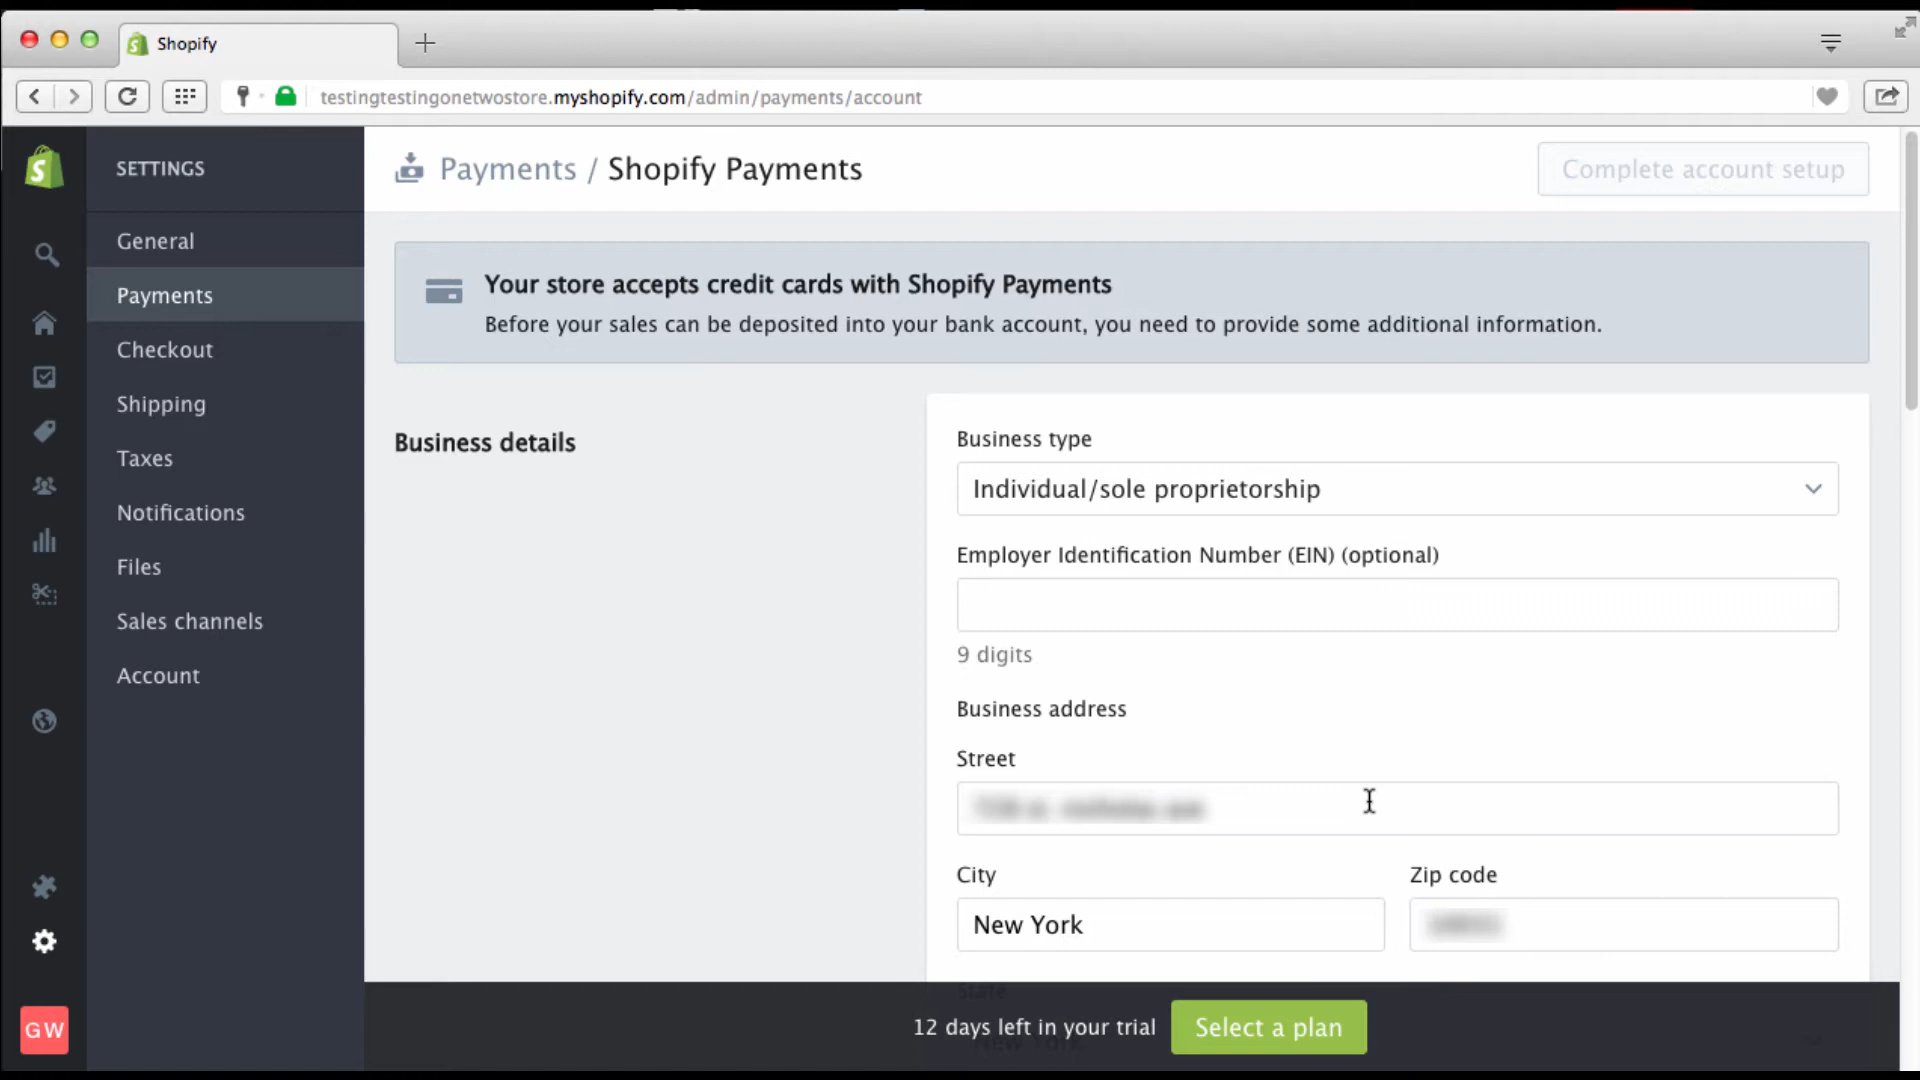 Shopify
testingtestingonetwostore.myshopify.com/admin/payments/account
SETTINGS
Payments / Shopify Payments
Complete account setup
General
Payments
Checkout
Shipping
Taxes
Notifications
Files
Sales channels
Account
Your store accepts credit cards with Shopify Payments
Before your sales can be deposited into your bank account, you need to provide some additional information.
Business details
Business type
Individual/sole proprietorship
Employer Identification Number (EIN) (optional)
9 digits
Business address
Street
City
Zip code
New York
State
New York
12 days left in your trial
Select a plan
GW